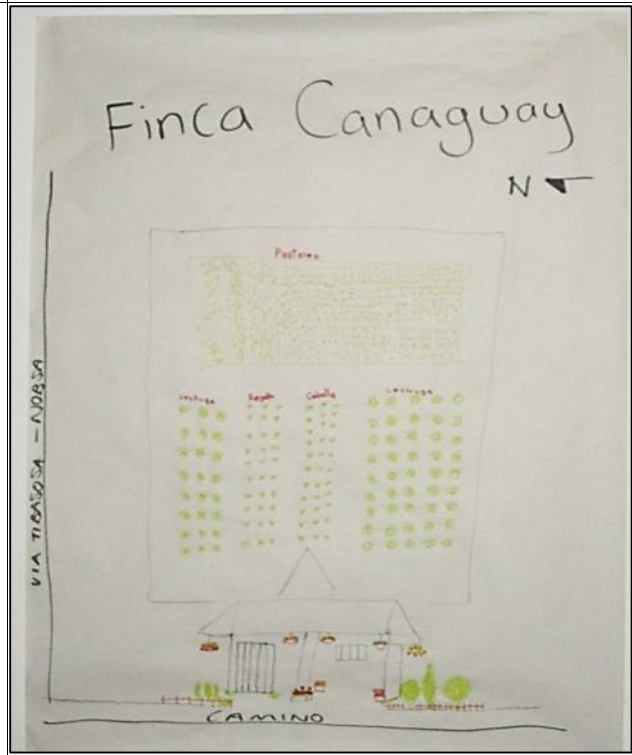 Finca Canaguay
N
Pastoreo
Lechuga Repollo Cebolla Lechuga
VIA TIBASOSA - NOBSA
CAMINO